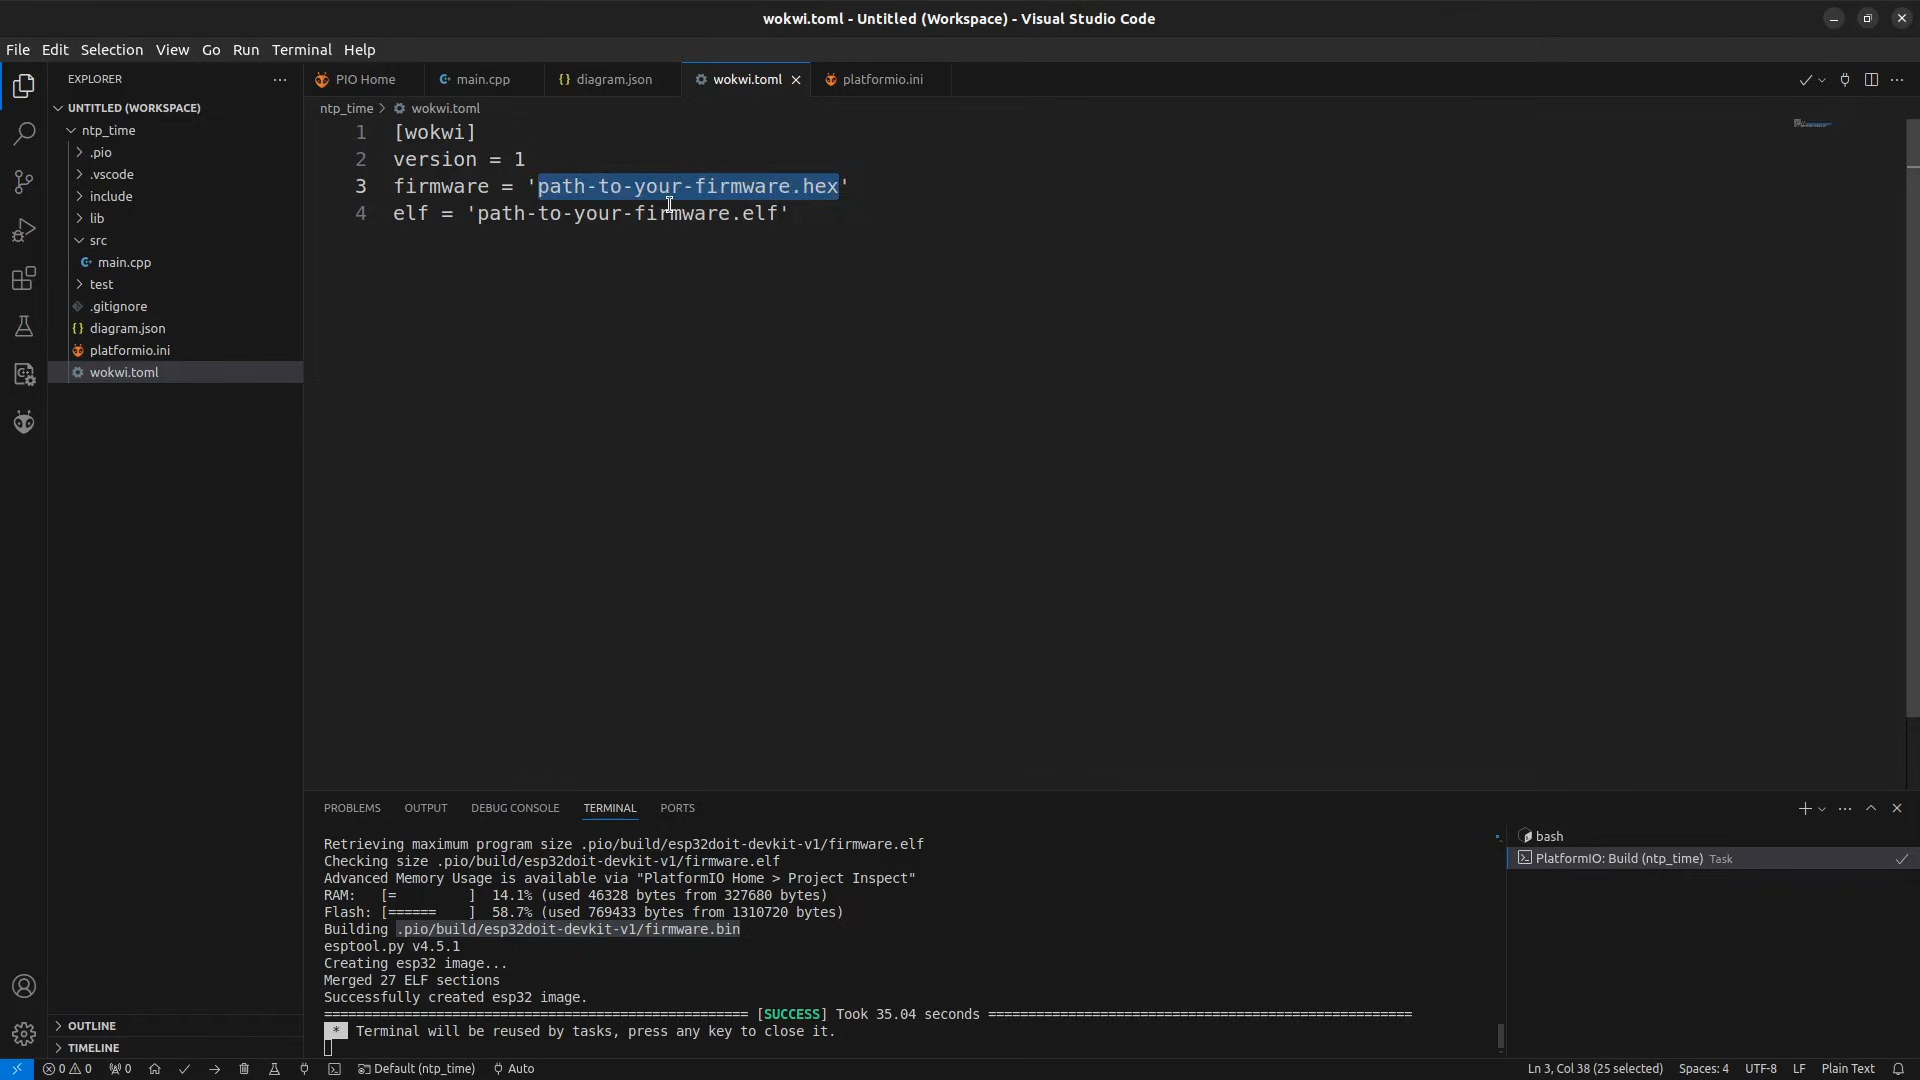 wokwi.toml - Untitled (Workspace) - Visual Studio Code
File Edit Selection View Go Run Terminal Help
EXPLORER
PIO Home
main.cpp
{} diagram.json
wokwi.toml
platformio.ini
UNTITLED (WORKSPACE)
ntp_time
.pio
.vscode
include
lib
src
main.cpp
test
.gitignore
{} diagram.json
platformio.ini
wokwi.toml
ntp_time > wokwi.toml
1 [wokwi]
2 version = 1
3 firmware = 'path-to-your-firmware.hex'
4 elf = 'path-to-your-firmware.elf'
OUTLINE
TIMELINE
PROBLEMS OUTPUT DEBUG CONSOLE TERMINAL PORTS
Retrieving maximum program size .pio/build/esp32doit-devkit-v1/firmware.elf
Checking size .pio/build/esp32doit-devkit-v1/firmware.elf
Advanced Memory Usage is available via "PlatformIO Home > Project Inspect"
RAM:   [=         ]  14.1% (used 46328 bytes from 327680 bytes)
Flash: [======    ]  58.7% (used 769433 bytes from 1310720 bytes)
Building .pio/build/esp32doit-devkit-v1/firmware.bin
esptool.py v4.5.1
Creating esp32 image...
Merged 27 ELF sections
Successfully created esp32 image.
===================================================== [SUCCESS] Took 35.04 seconds =====================================================
* Terminal will be reused by tasks, press any key to close it.
bash
PlatformIO: Build (ntp_time) Task
0 0 0 Default (ntp_time) Auto
Ln 3, Col 38 (25 selected) Spaces: 4 UTF-8 LF Plain Text